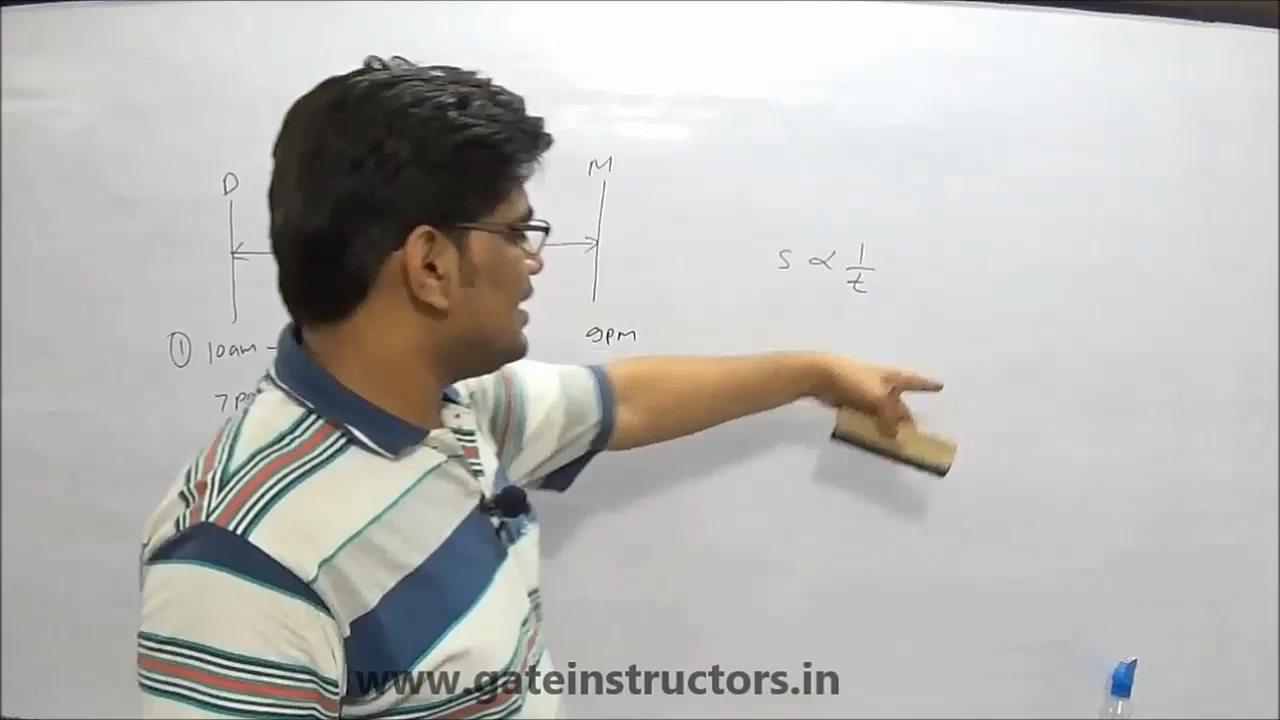 D M
S ∝ 1/t
① 10am - 9PM
www.gateinstructors.in